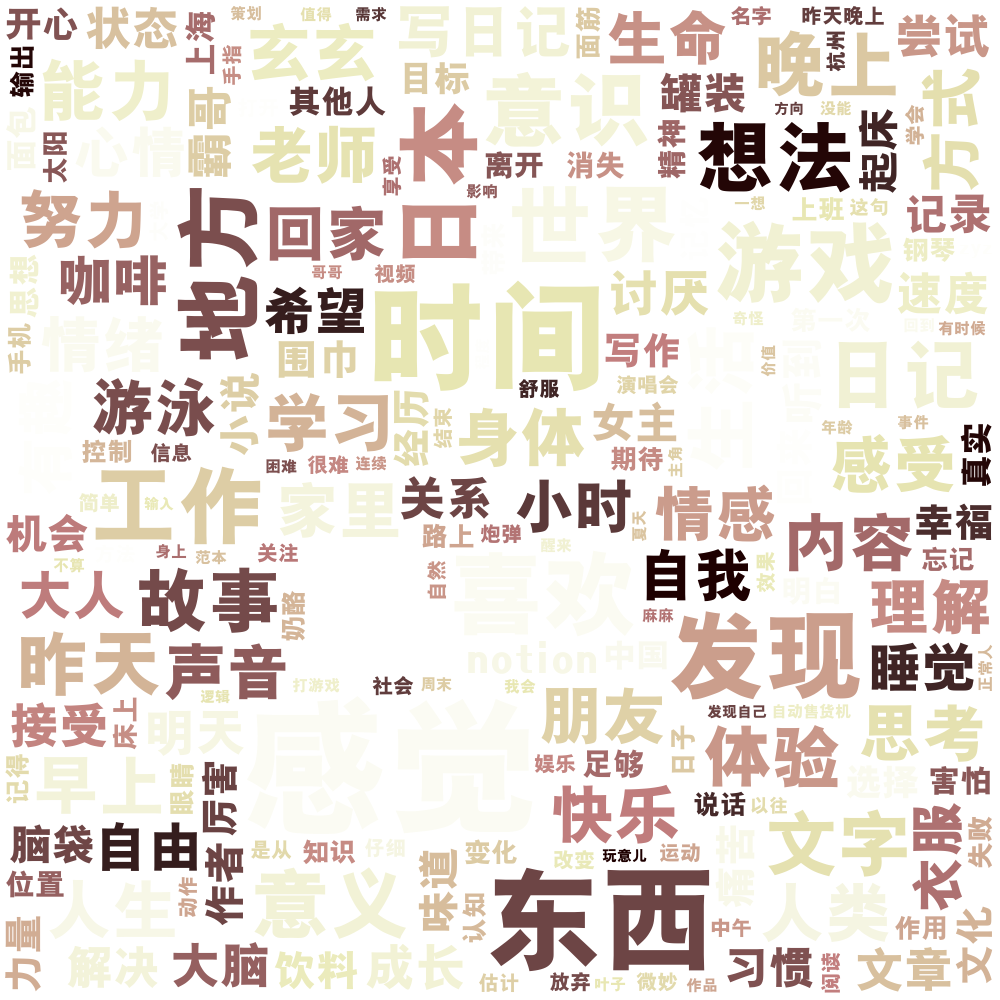 开心
状态
上海
策划
值得
需求
写日记
面筋
生命
名字
昨天晚上
尝试
输出
能力
手指
玄玄
目标
意识
罐装
晚上
杭州
方式
面包
太阳
心情
霸哥
其他人
老师
享受
日本
离开
消失
影响
精神
方向
没能
想法
起床
学会
努力
地方
回家
世界
一想
上班
这句
记录
咖啡
哥哥
视频
游戏
钢琴
思想
希望
时间
讨厌
速度
手机
情绪
围巾
写作
奇怪
第一次
有时候
生活
价值
听到
日记
舒服
演唱会
游泳
小说
学习
经历
结束
身体
女主
年龄
事件
控制
信息
困难
很难
连续
期待
主角
感受
真实
简单
输入
工作
家里
关系
小时
夏天
情感
内容
幸福
机会
身上
范本
关注
路上
炮弹
醒来
忘记
不算
大人
故事
奶酪
自然
喜欢
自我
效果
明白
理解
麻麻
昨天
声音
notion
中国
发现
睡觉
正常人
逻辑
打游戏
社会
周末
我会
接受
床上
明天
感觉
朋友
发现自己
自动售货机
日子
体验
思考
记得
早上
眼睛
厉害
娱乐
足够
选择
害怕
快乐
说话
以往
脑袋
自由
作者
是从
知识
仔细
变化
改变
玩意儿
运动
痛苦
文字
衣服
失败
位置
人生
动作
意义
味道
认知
东西
中午
人类
作用
文化
力量
解决
大脑
饮料
成长
估计
放弃
叶子
微妙
作品
习惯
阅读
文章